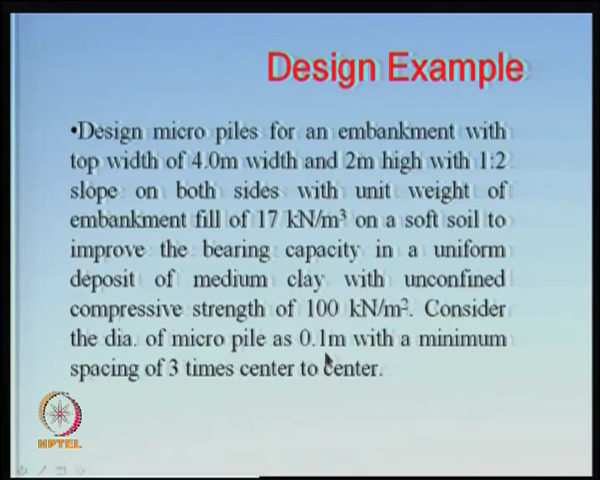 Design Example
•Design micro piles for an embankment with
top width of 4.0m width and 2m high with 1:2
slope on both sides with unit weight of
embankment fill of 17 kN/m³ on a soft soil to
improve the bearing capacity in a uniform
deposit of medium clay with unconfined
compressive strength of 100 kN/m². Consider
the dia. of micro pile as 0.1m with a minimum
spacing of 3 times center to center.
NPTEL